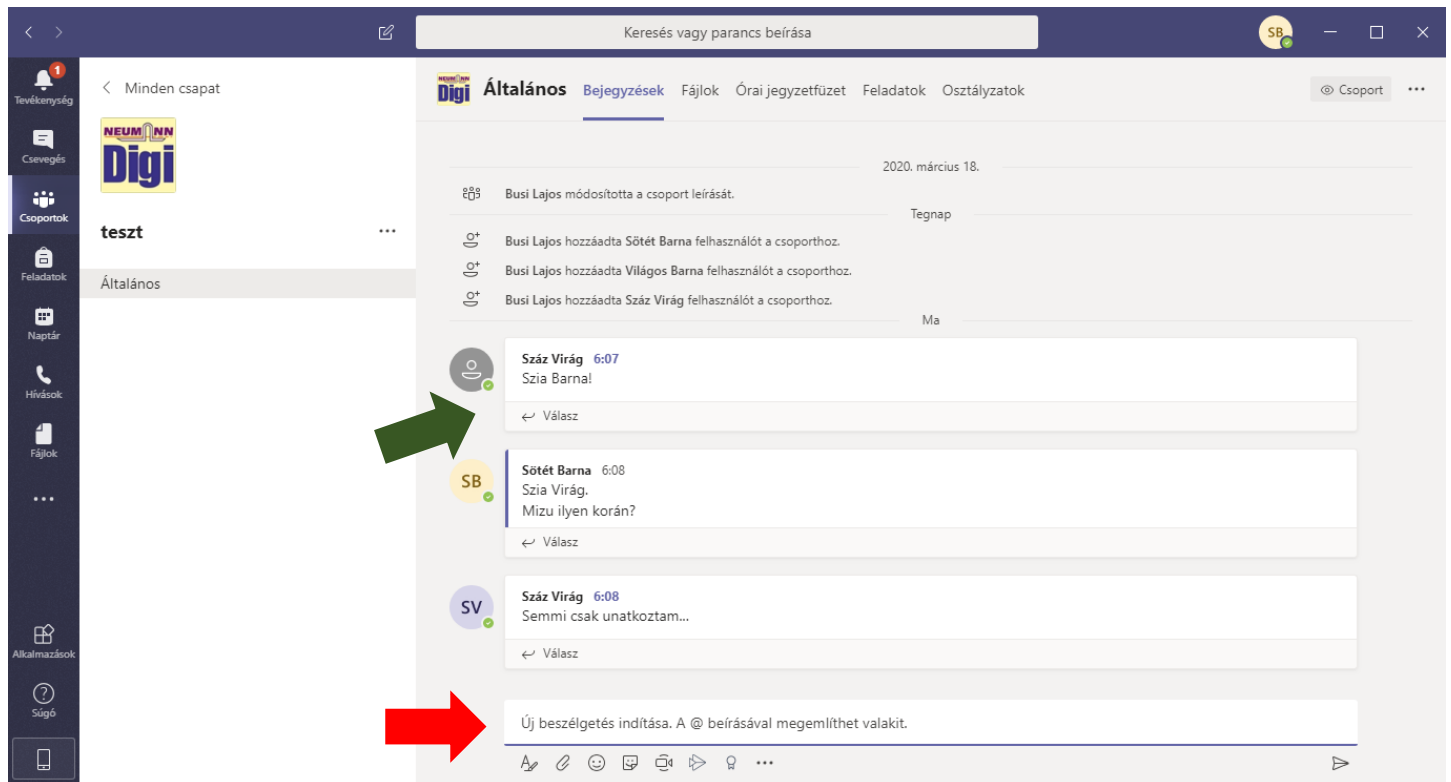 Keresés vagy parancs beírása
SB
1
Tevékenység
Csevegés
Csoportok
Feladatok
Naptár
Hívások
Fájlok
Alkalmazások
Súgó
Minden csapat
NEUMANN
Digi
teszt
Általános
NEUMANN
Digi
Általános Bejegyzések Fájlok Órai jegyzetfüzet Feladatok Osztályzatok
Csoport
2020. március 18.
Busi Lajos módosította a csoport leírását.
Tegnap
Busi Lajos hozzáadta Sötét Barna felhasználót a csoporthoz.
Busi Lajos hozzáadta Világos Barna felhasználót a csoporthoz.
Busi Lajos hozzáadta Száz Virág felhasználót a csoporthoz.
Ma
Száz Virág 6:07
Szia Barna!
Válasz
SB
Sötét Barna 6:08
Szia Virág.
Mizu ilyen korán?
Válasz
SV
Száz Virág 6:08
Semmi csak unatkoztam...
Válasz
Új beszélgetés indítása. A @ beírásával megemlíthet valakit.